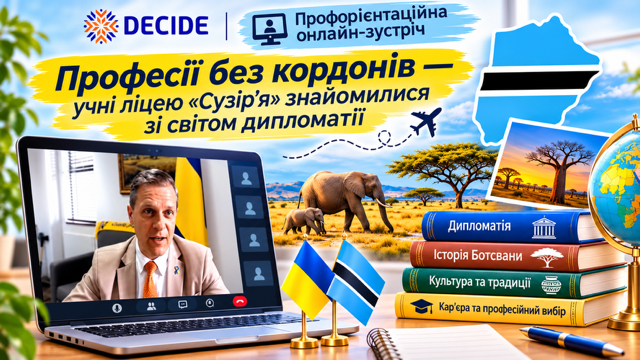 DECIDE
Профорієнтаційна
онлайн-зустріч
Професії без кордонів —
учні ліцею «Сузір'я» знайомилися
зі світом дипломатії
Дипломатія
Історія Ботсвани
Культура та традиції
Кар'єра та професійний вибір